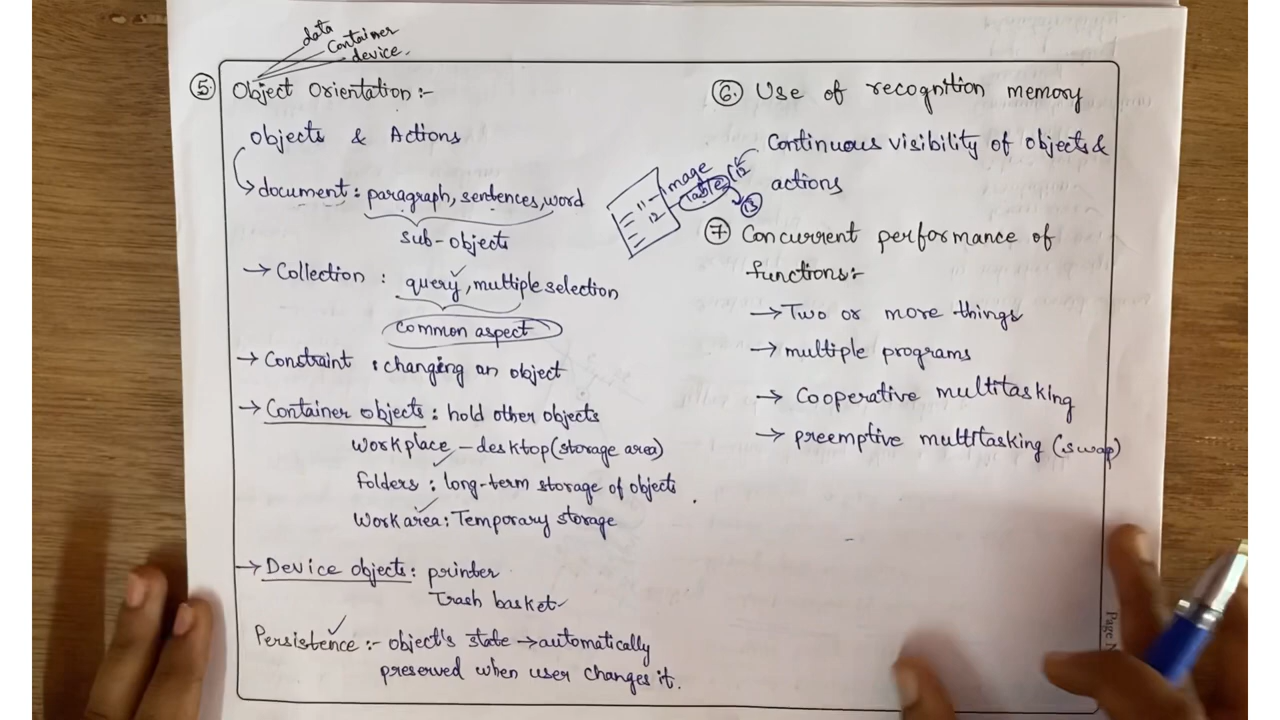 data
Container
device.
5. Object Orientation :-
objects & Actions
document : paragraph, sentences, word
sub-objects
→ Collection : query, multiple selection
Common aspect
→ Constraint : changing an object
→ Container objects : hold other objects
Workplace – desktop (storage area)
Folders : long-term storage of objects
Work area : Temporary storage
→ Device objects : printer
Trash basket
Persistence :- object's state → automatically
preserved when user changes it.
6. Use of recognition memory
Continuous visibility of objects &
actions
image
11
12
Table
12
13
7 Concurrent performance of
functions :-
→ Two or more things
→ multiple programs
→ Cooperative multitasking
→ preemptive multitasking (swap)